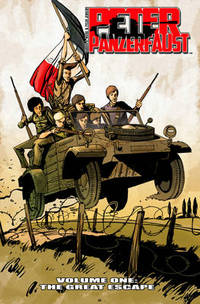 PETER
PANZERFAUST
VOLUME ONE:
THE GREAT ESCAPE